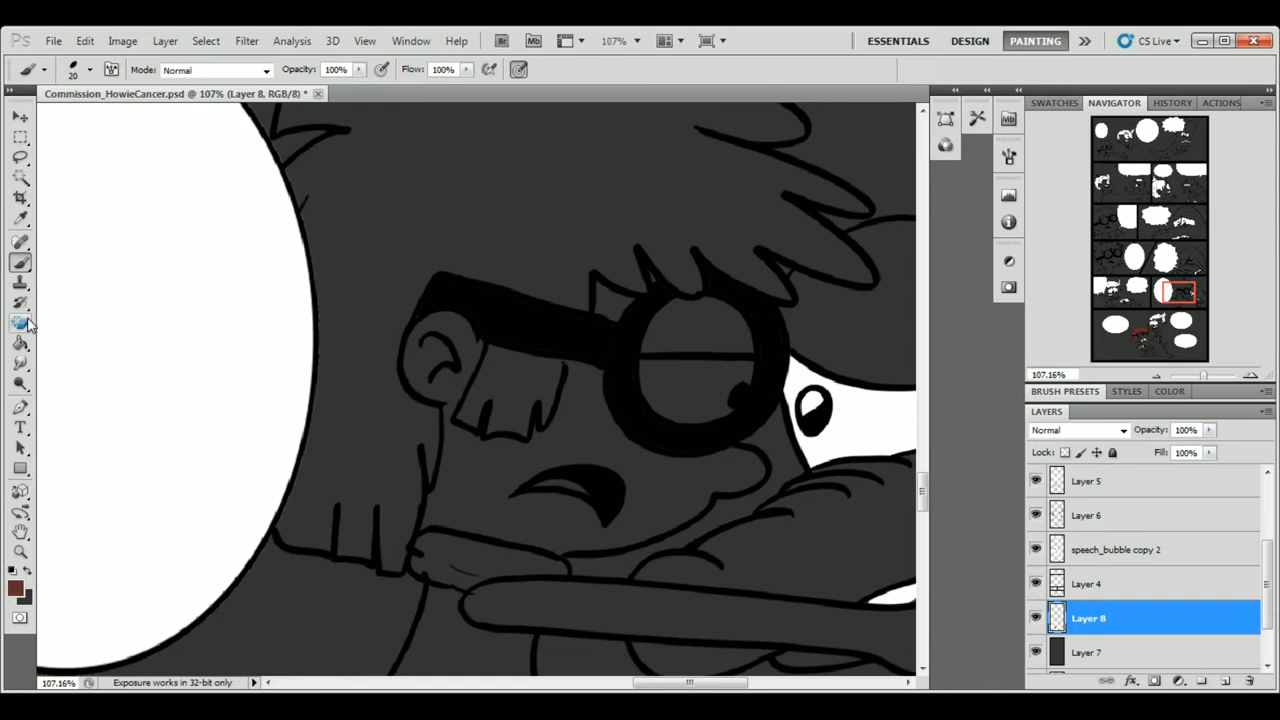 Ps File Edit Image Layer Select Filter Analysis 3D View Window Help Br Mb 107% ESSENTIALS DESIGN PAINTING CS Live
20 Mode: Normal Opacity: 100% Flow: 100%
Commission_HowieCancer.psd @ 107% (Layer 8, RGB/8) *
SWATCHES NAVIGATOR HISTORY ACTIONS
Mb
107.16%
BRUSH PRESETS STYLES COLOR
LAYERS
Normal Opacity: 100%
Lock: Fill: 100%
Layer 5
Layer 6
speech_bubble copy 2
Layer 4
Layer 8
Layer 7
T
107.16% Exposure works in 32-bit only
fx